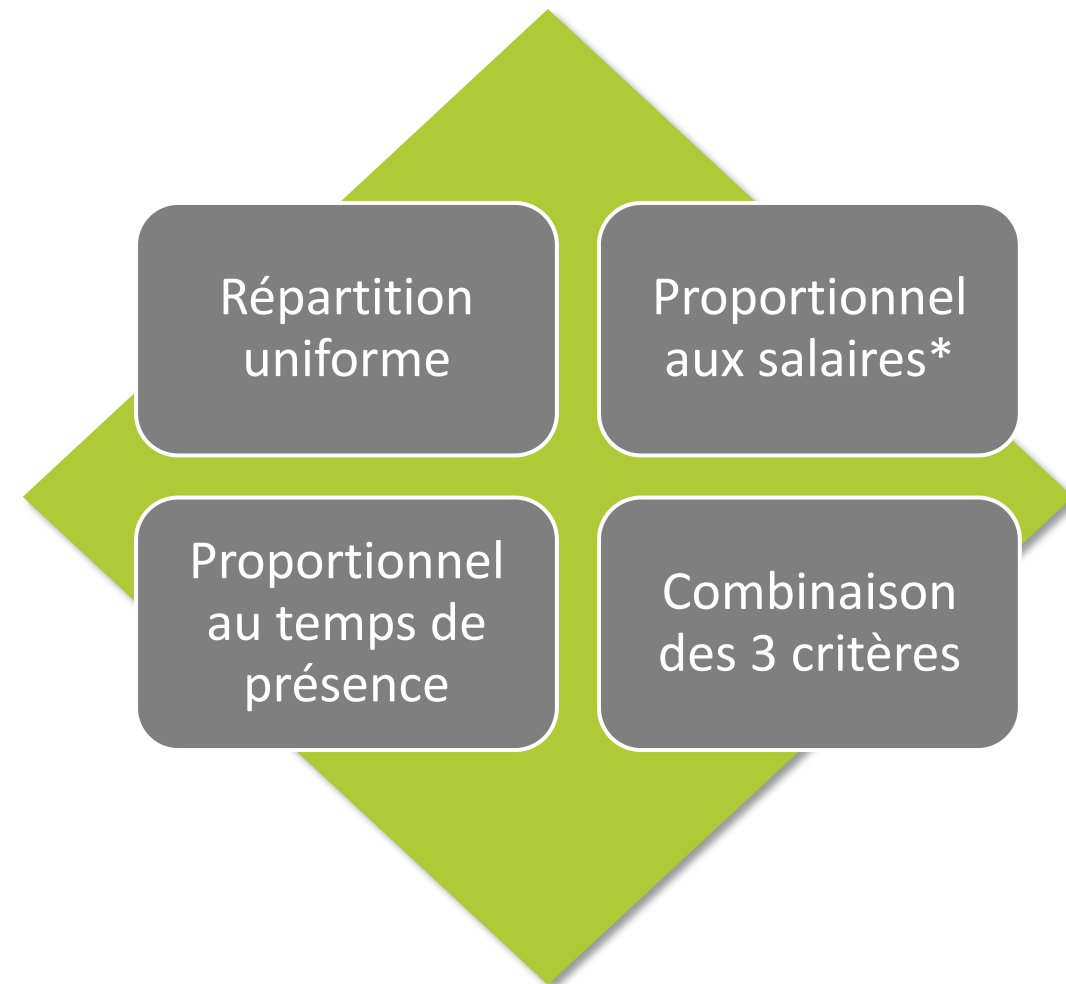 Répartition
uniforme
Proportionnel
aux salaires*
Proportionnel
au temps de
présence
Combinaison
des 3 critères